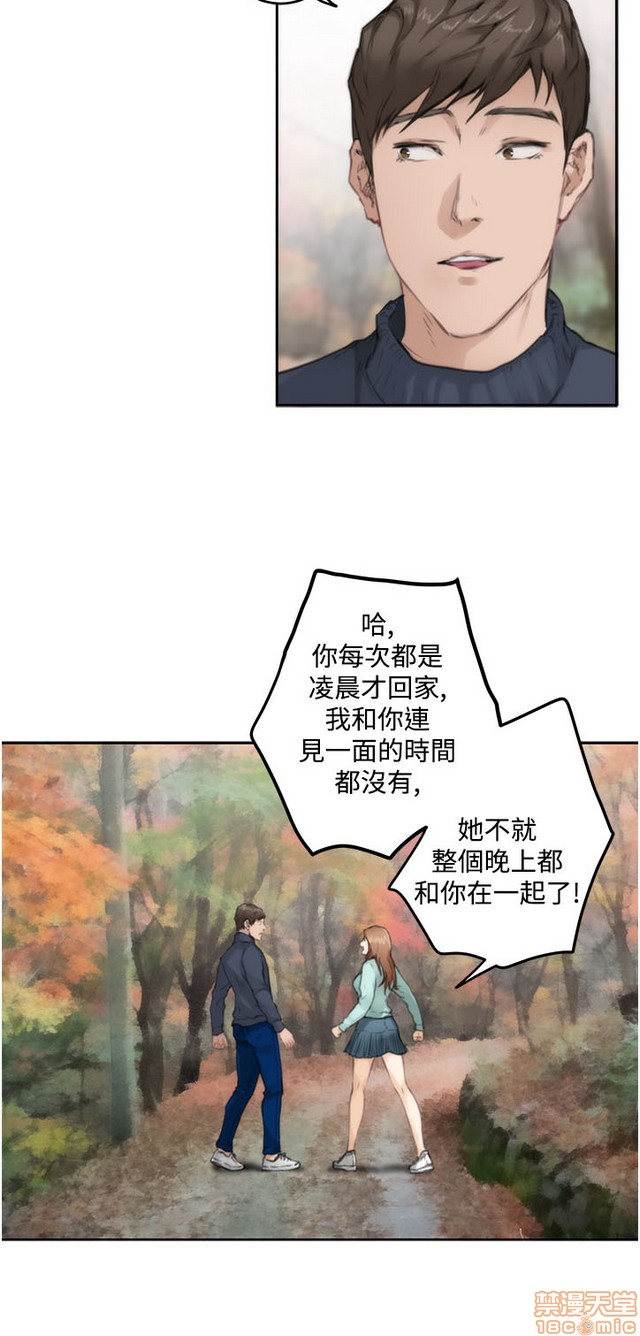 哈,
你每次都是
凌晨才回家,
我和你連
見一面的時間
都沒有,
她不就
整個晚上都
和你在一起了!
禁漫天堂
18comic